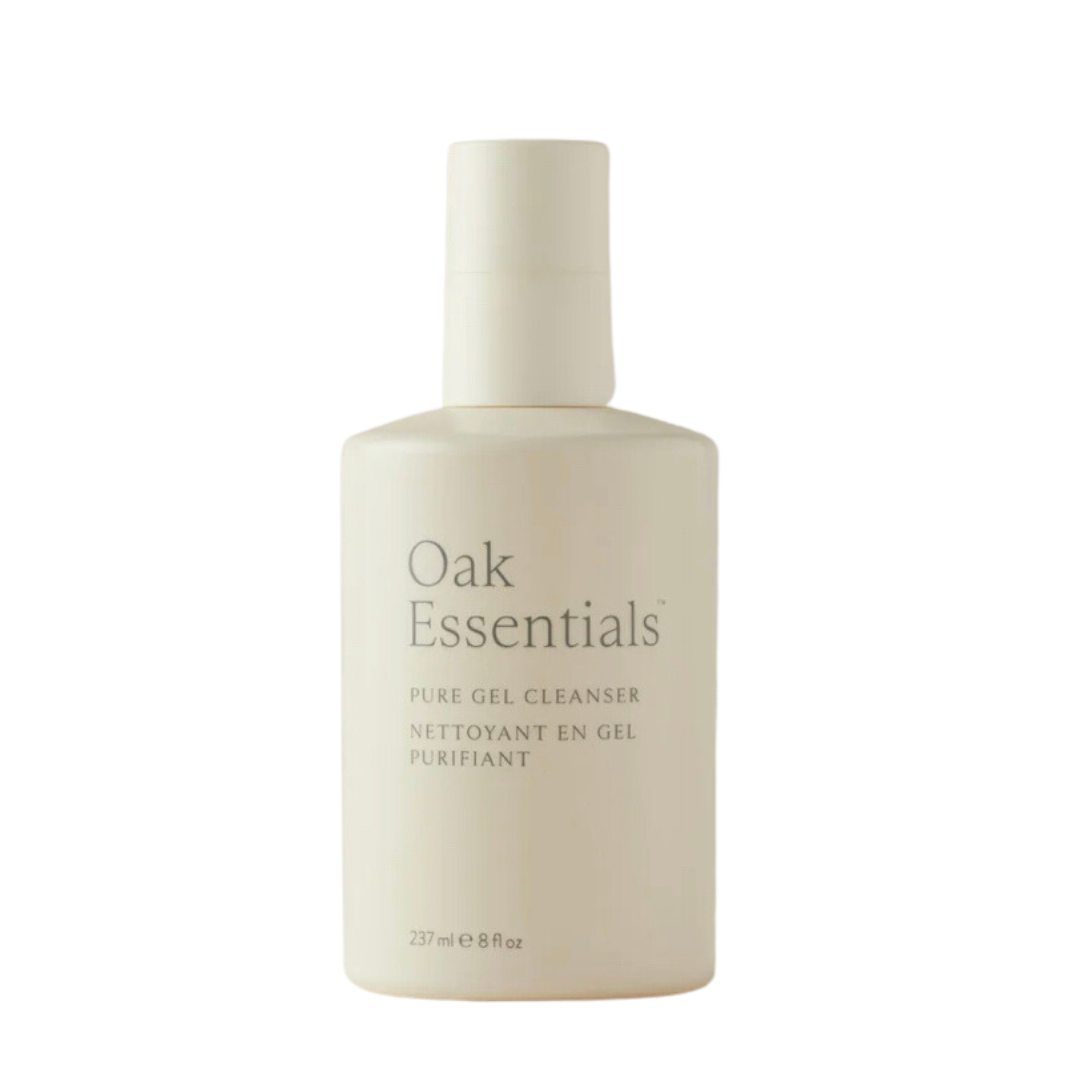 Oak
Essentials™
PURE GEL CLEANSER
NETTOYANT EN GEL
PURIFIANT
237 ml ℮ 8 fl oz